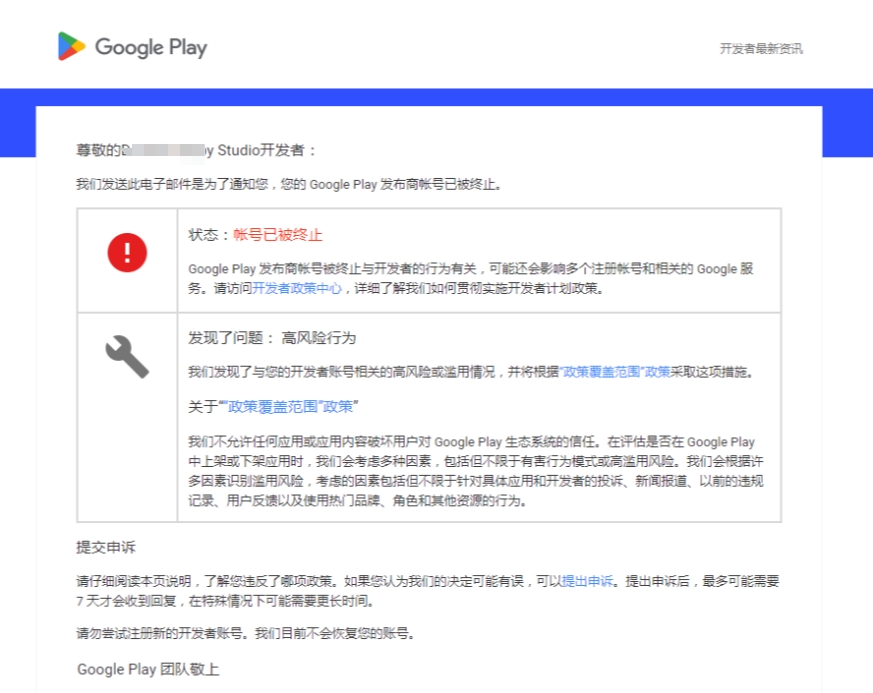 Google Play
开发者最新资讯
尊敬的 y Studio开发者：
我们发送此电子邮件是为了通知您，您的 Google Play 发布商帐号已被终止。
状态：帐号已被终止
Google Play 发布商帐号被终止与开发者的行为有关，可能还会影响多个注册帐号和相关的 Google 服
务。请访问开发者政策中心，详细了解我们如何贯彻实施开发者计划政策。
发现了问题： 高风险行为
我们发现了与您的开发者账号相关的高风险或滥用情况，并将根据“政策覆盖范围”政策采取这项措施。
关于““政策覆盖范围”政策”
我们不允许任何应用或应用内容破坏用户对 Google Play 生态系统的信任。在评估是否在 Google Play
中上架或下架应用时，我们会考虑多种因素，包括但不限于有害行为模式或高滥用风险。我们会根据许
多因素识别滥用风险，考虑的因素包括但不限于针对具体应用和开发者的投诉、新闻报道、以前的违规
记录、用户反馈以及使用热门品牌、角色和其他资源的行为。
提交申诉
请仔细阅读本页说明，了解您违反了哪项政策。如果您认为我们的决定可能有误，可以提出申诉。提出申诉后，最多可能需要
7 天才会收到回复，在特殊情况下可能需要更长时间。
请勿尝试注册新的开发者账号。我们目前不会恢复您的账号。
Google Play 团队敬上